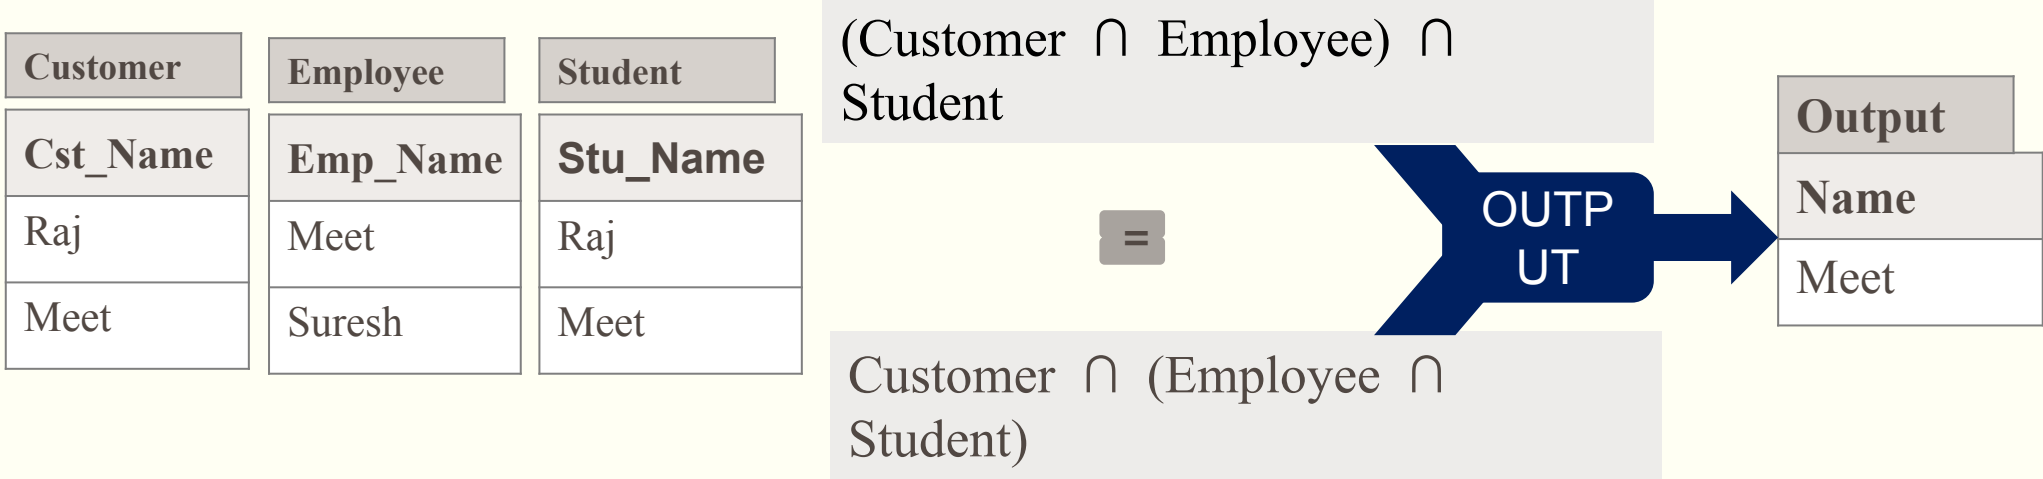 Customer
Cst_Name
Raj
Meet
Employee
Emp_Name
Meet
Suresh
Student
Stu_Name
Raj
Meet
(Customer ∩ Employee) ∩
Student
=
Customer ∩ (Employee ∩
Student)
OUTP
UT
Output
Name
Meet